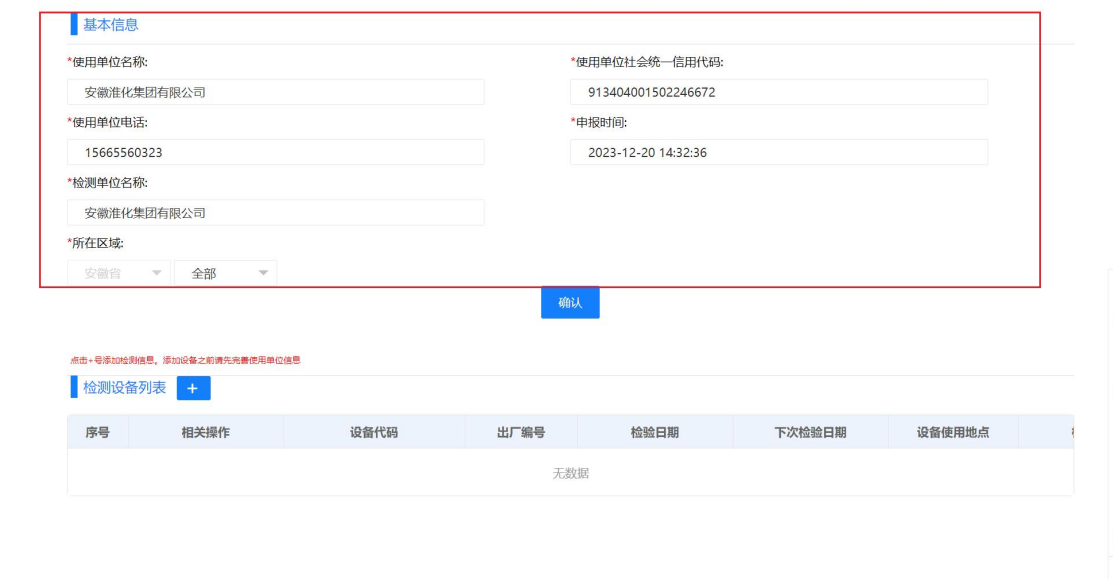 基本信息
*使用单位名称: *使用单位社会统一信用代码:
安徽淮化集团有限公司 913404001502246672
*使用单位电话: *申报时间:
15665560323 2023-12-20 14:32:36
*检测单位名称:
安徽淮化集团有限公司
*所在区域:
安徽省 全部
确认
点击+号添加检测信息，添加设备之前请先完善使用单位信息
检测设备列表 +
序号 相关操作 设备代码 出厂编号 检验日期 下次检验日期 设备使用地点
无数据